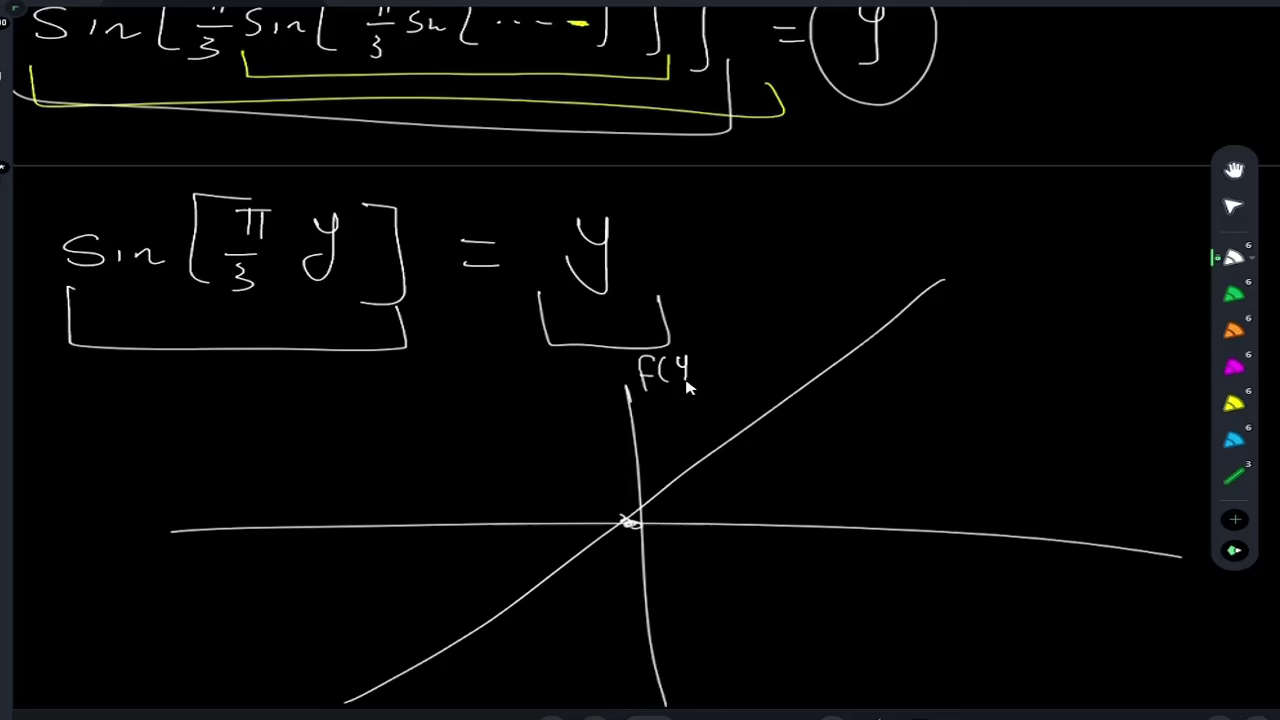 Sin[π/3 Sin[π/3 Sin[.....]]] = y
Sin[π/3 y] = y
f(y